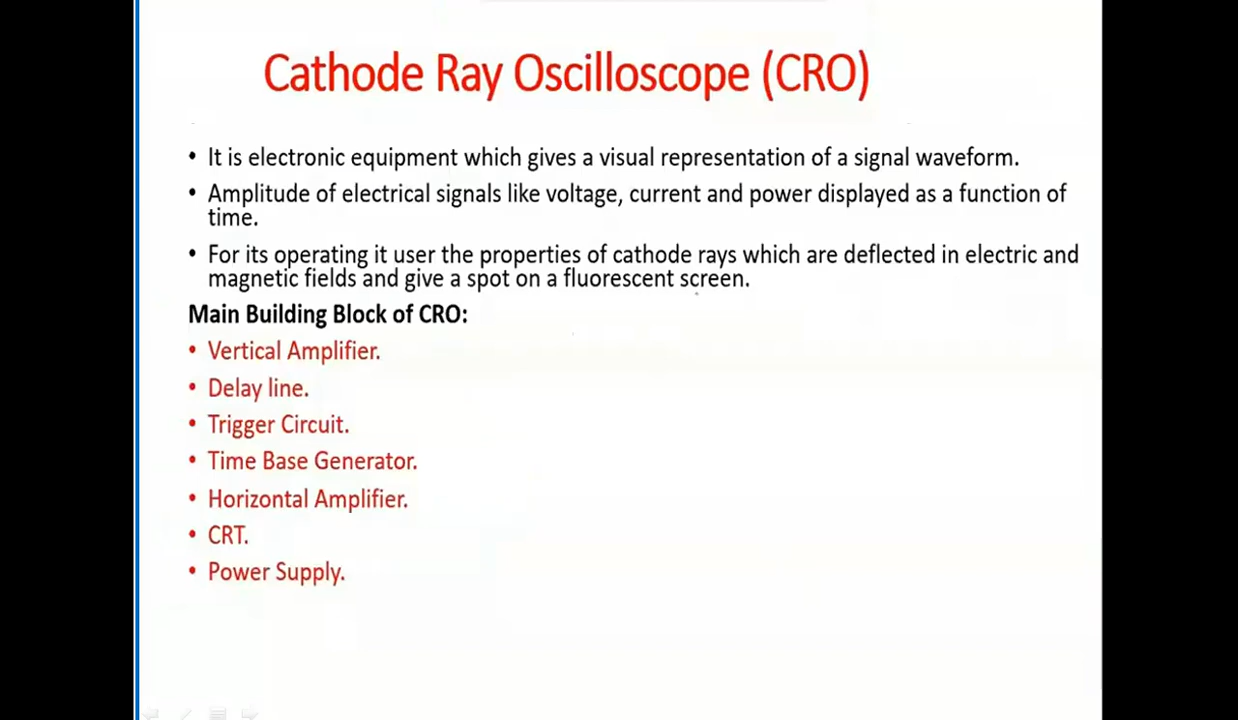 Cathode Ray Oscilloscope (CRO)
• It is electronic equipment which gives a visual representation of a signal waveform.
• Amplitude of electrical signals like voltage, current and power displayed as a function of
time.
• For its operating it user the properties of cathode rays which are deflected in electric and
magnetic fields and give a spot on a fluorescent screen.
Main Building Block of CRO:
• Vertical Amplifier.
• Delay line.
• Trigger Circuit.
• Time Base Generator.
• Horizontal Amplifier.
• CRT.
• Power Supply.